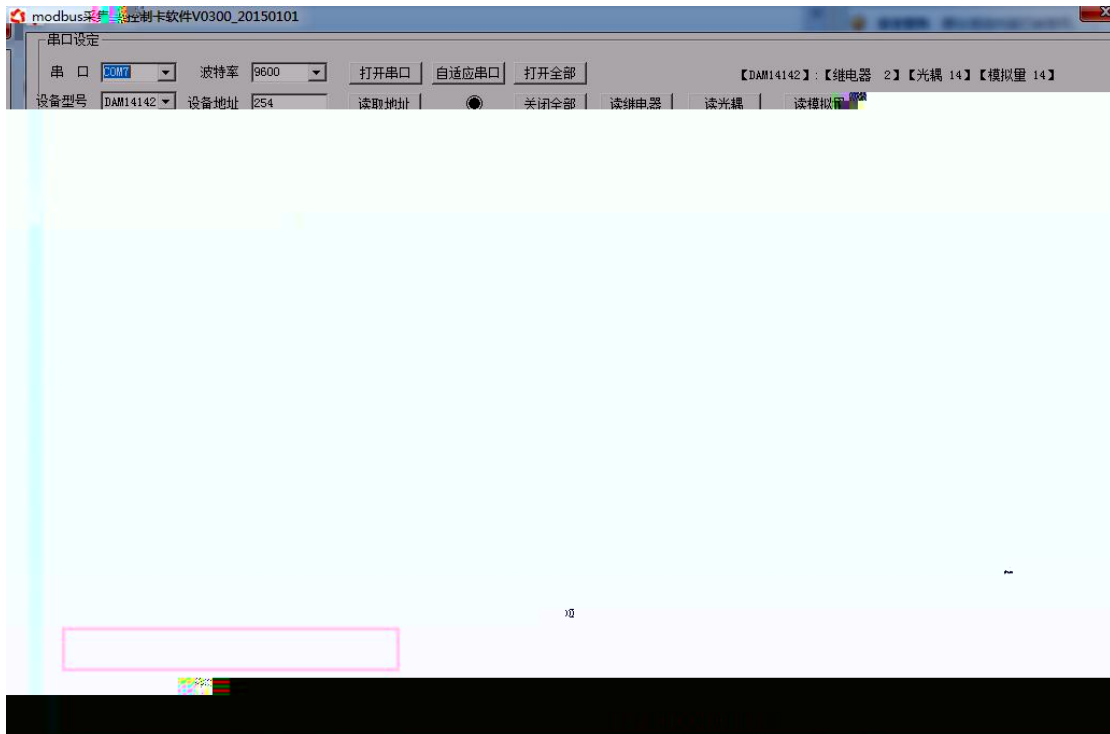 modbus采集 控制卡软件V0300_20150101
串口设定
串 口 COM7 波特率 9600 打开串口 自适应串口 打开全部 【DAM14142】:【继电器 2】【光耦 14】【模拟量 14】
设备型号 DAM14142 设备地址 254 读取地址 关闭全部 读继电器 读光耦 读模拟量